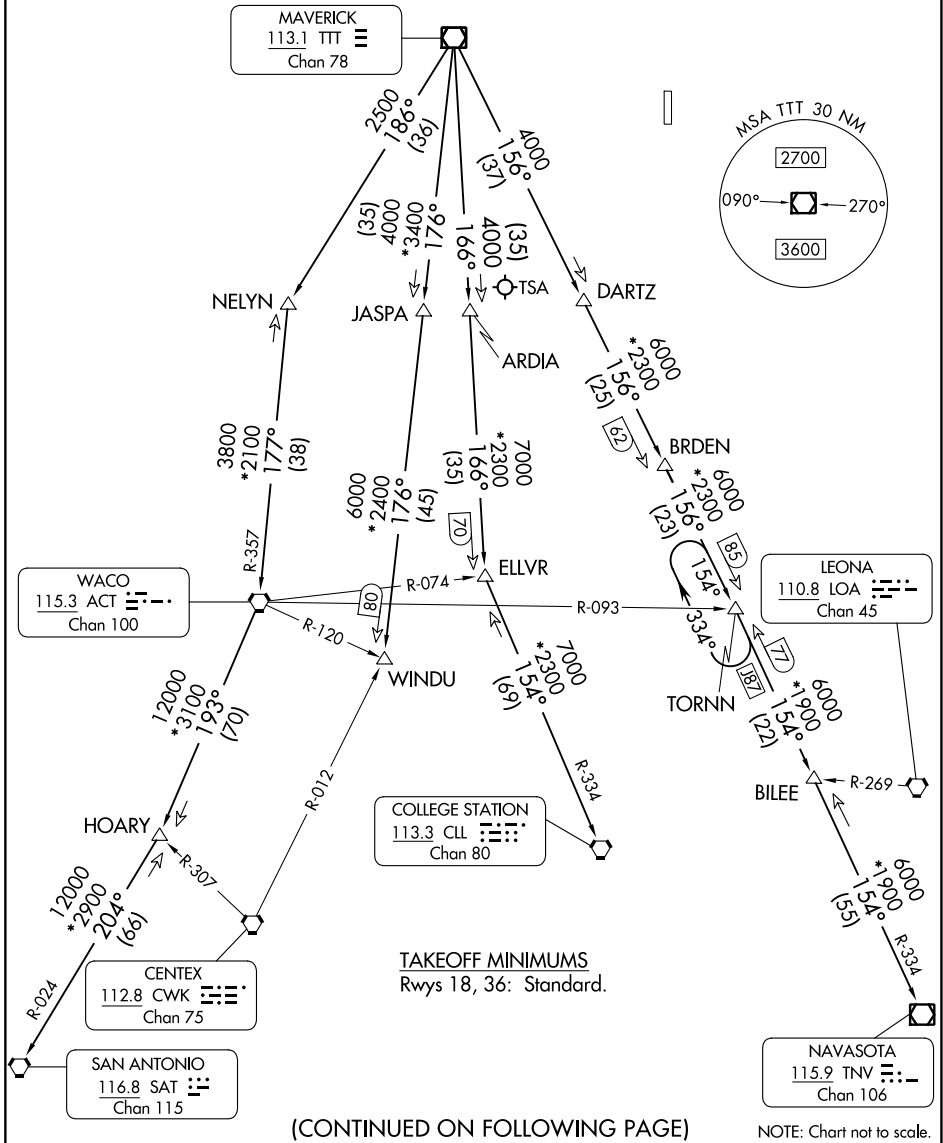 MAVERICK
113.1 TTT
Chan 78
2500
186°
(36)
(35)
4000
*3400
176°
166°
4000
(35)
4000
156°
(37)
MSA TTT 30 NM
2700
090°
270°
3600
TSA
NELYN
JASPA
ARDIA
DARTZ
3800
*2100
177°
(38)
6000
*2400
176°
(45)
7000
*2300
166°
(35)
6000
*2300
156°
(25)
62
BRDEN
6000
*2300
156°
(23)
R-357
70
85
154°
334°
WACO
115.3 ACT
Chan 100
R-074
ELLVR
R-093
R-120
80
WINDU
LEONA
110.8 LOA
Chan 45
TORNN
J87
77
6000
*1900
154°
(22)
12000
*3100
193°
(70)
7000
*2300
154°
(69)
R-334
R-012
BILEE
R-269
HOARY
R-307
COLLEGE STATION
113.3 CLL
Chan 80
12000
*2900
204°
(66)
R-024
6000
*1900
154°
(55)
R-334
CENTEX
112.8 CWK
Chan 75
TAKEOFF MINIMUMS
Rwys 18, 36: Standard.
SAN ANTONIO
116.8 SAT
Chan 115
NAVASOTA
115.9 TNV
Chan 106
(CONTINUED ON FOLLOWING PAGE)
NOTE: Chart not to scale.